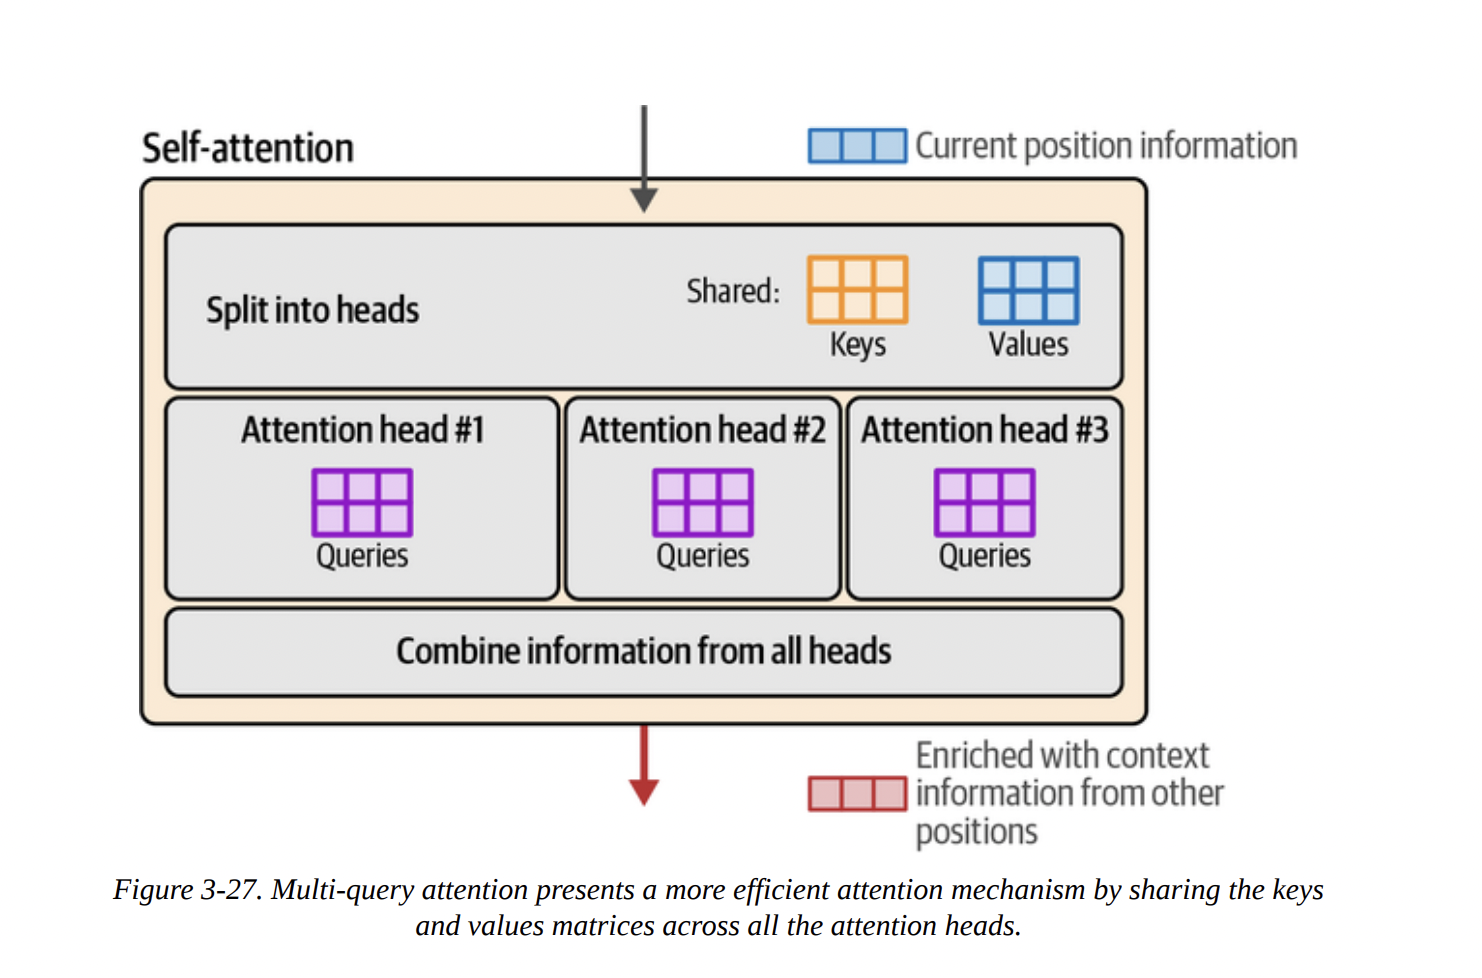 Self-attention
Current position information
Split into heads
Shared:
Keys
Values
Attention head #1
Queries
Attention head #2
Queries
Attention head #3
Queries
Combine information from all heads
Enriched with context
information from other
positions
Figure 3-27. Multi-query attention presents a more efficient attention mechanism by sharing the keys
and values matrices across all the attention heads.